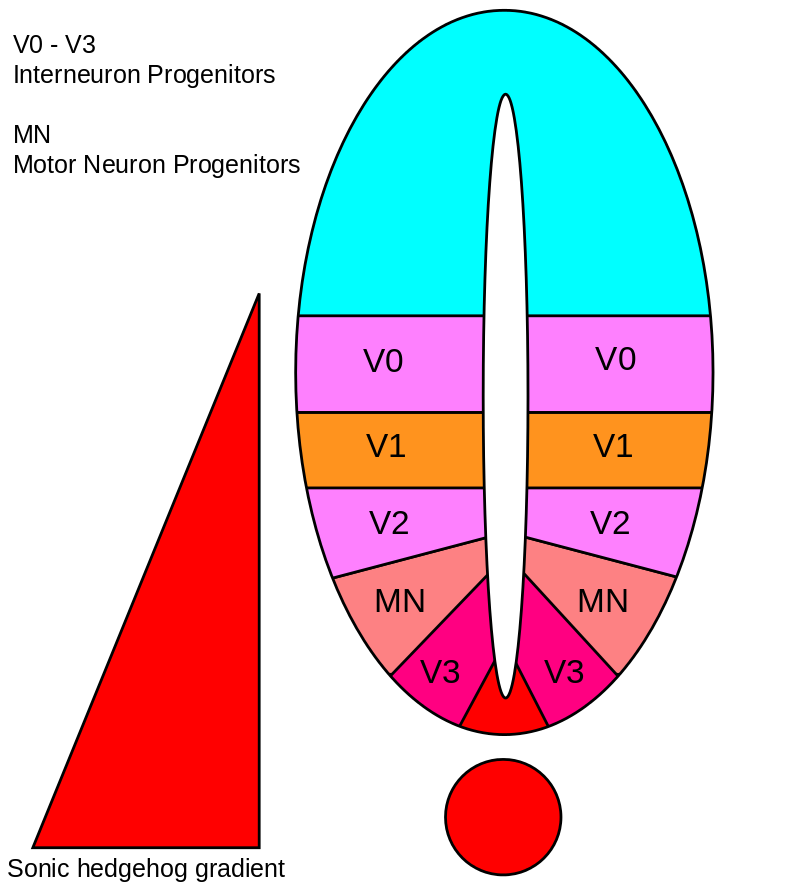 V0 - V3
Interneuron Progenitors
MN
Motor Neuron Progenitors
V0 V0
V1 V1
V2 V2
MN MN
V3 V3
Sonic hedgehog gradient